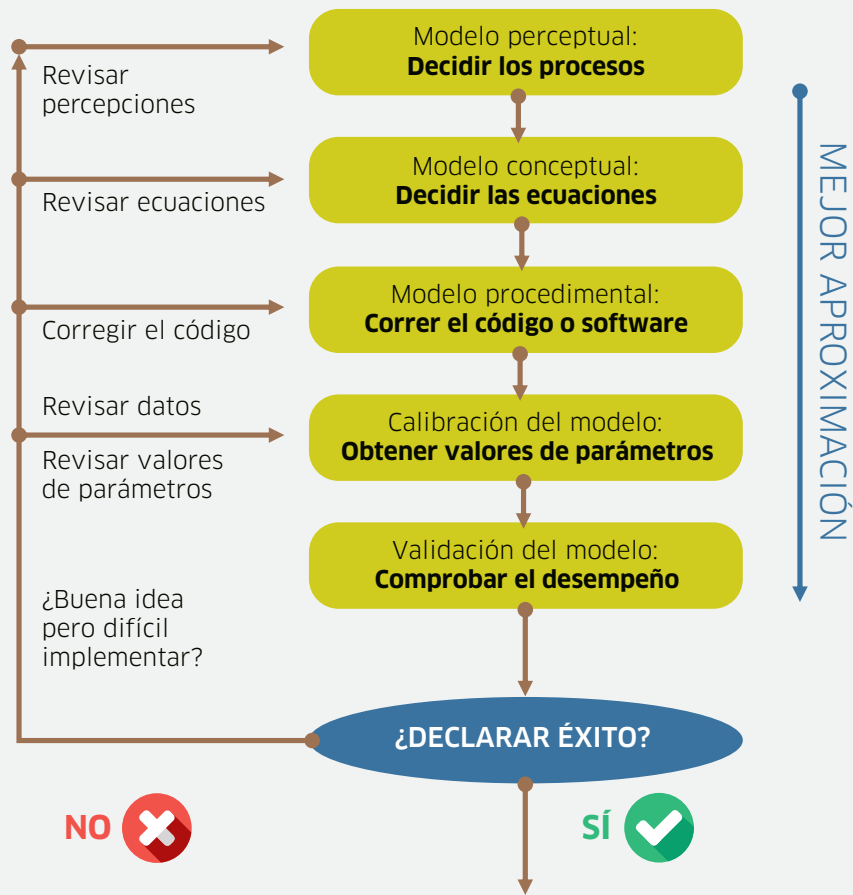 Modelo perceptual:
Decidir los procesos
Revisar
percepciones
Modelo conceptual:
Decidir las ecuaciones
Revisar ecuaciones
Modelo procedimental:
Correr el código o software
Corregir el código
Revisar datos
Calibración del modelo:
Obtener valores de parámetros
Revisar valores
de parámetros
Validación del modelo:
Comprobar el desempeño
¿Buena idea
pero difícil
implementar?
¿DECLARAR ÉXITO?
NO
SÍ
MEJOR APROXIMACIÓN